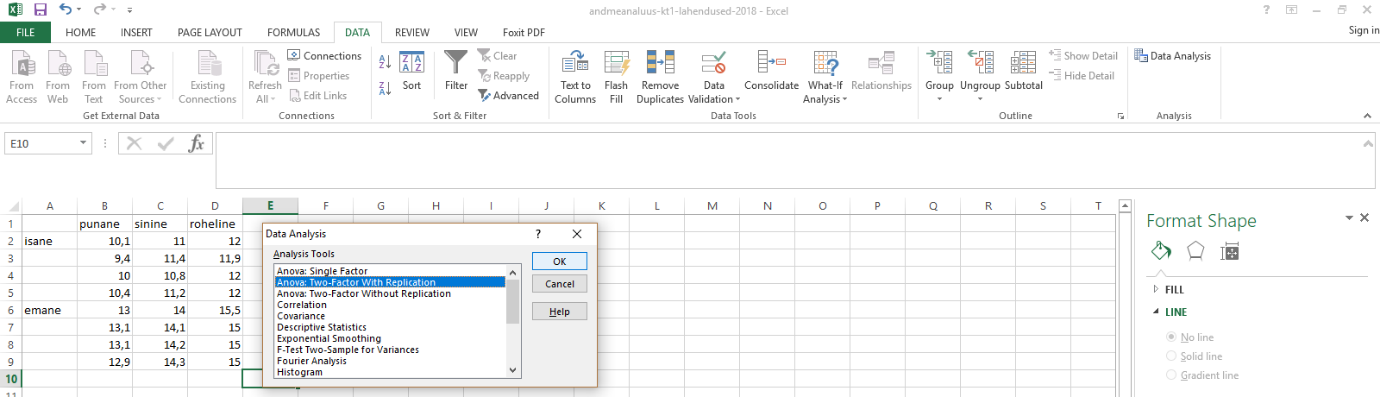 andmeanaluus-kt1-lahendused-2018 - Excel
Sign in
FILE HOME INSERT PAGE LAYOUT FORMULAS DATA REVIEW VIEW Foxit PDF
From Access
From Web
From Text
From Other Sources
Existing Connections
Get External Data
Refresh All
Connections
Properties
Edit Links
Connections
Sort
Filter
Clear
Reapply
Advanced
Sort & Filter
Text to Columns
Flash Fill
Remove Duplicates
Data Validation
Consolidate
What-If Analysis
Relationships
Data Tools
Group
Ungroup
Subtotal
Show Detail
Hide Detail
Outline
Data Analysis
Analysis
E10
fx
A B C D E F G H I J K L M N O P Q R S T
1 punane sinine roheline
2 isane 10,1 11 12
3 9,4 11,4 11,9
4 10 10,8 12
5 10,4 11,2 12
6 emane 13 14 15,5
7 13,1 14,1 15
8 13,1 14,2 15
9 12,9 14,3 15
10
11
Data Analysis
?
Analysis Tools
Anova: Single Factor
Anova: Two-Factor With Replication
Anova: Two-Factor Without Replication
Correlation
Covariance
Descriptive Statistics
Exponential Smoothing
F-Test Two-Sample for Variances
Fourier Analysis
Histogram
OK
Cancel
Help
Format Shape
FILL
LINE
No line
Solid line
Gradient line